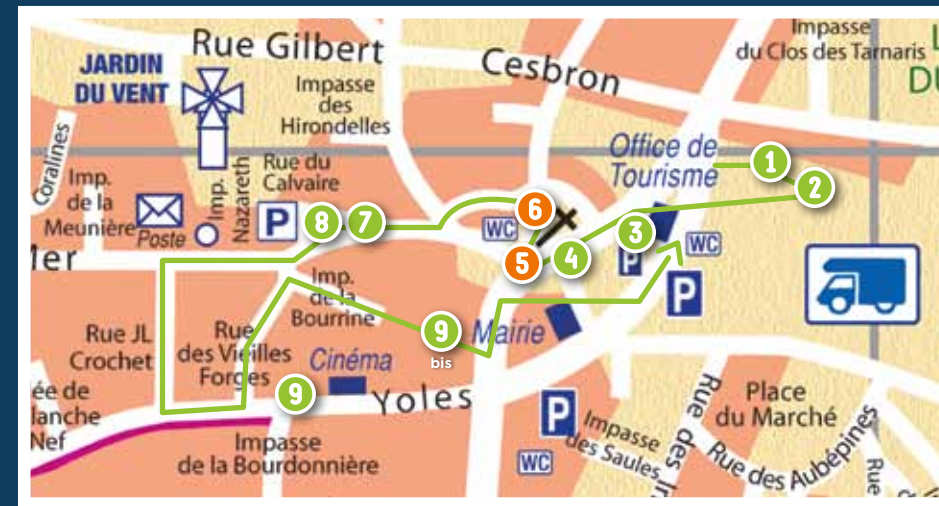 Impasse
du Clos des Tamaris
Rue Gilbert
Cesbron
JARDIN
DU VENT
Impasse
des
Hirondelles
Coralines
Office de
Tourisme
1
2
Imp.
de la
Meunière
Poste
Imp.
Nazareth
Rue du
Calvaire
P
8
7
6
WC
5
4
3
P
WC
P
Imp.
de la
Bourrine
Rue JL
Crochet
Rue
des Vieilles
Forges
9
bis
Mairie
Cinéma
9
Yoles
Nef
Impasse
de la Bourdonnière
P
WC
Impasse
des Saules
Rue des
Place
du Marché
Rue des Aubépines
Rue